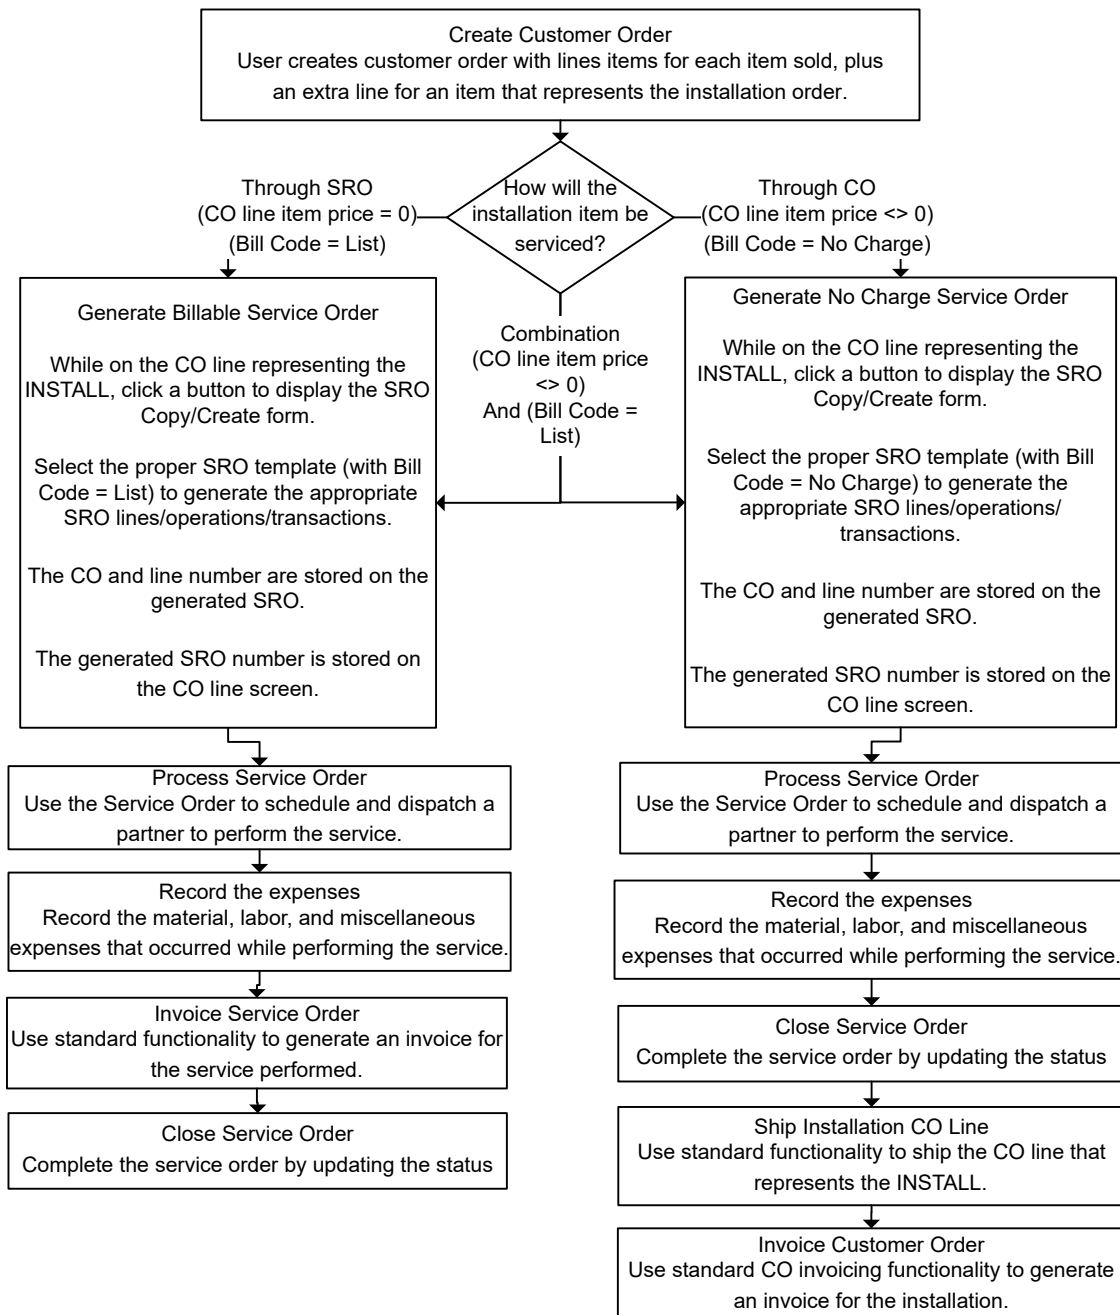 Create Customer Order
User creates customer order with lines items for each item sold, plus
an extra line for an item that represents the installation order.
How will the
installation item be
serviced?
Through SRO
(CO line item price = 0)
(Bill Code = List)
Through CO
(CO line item price <> 0)
(Bill Code = No Charge)
Combination
(CO line item price
<> 0)
And (Bill Code =
List)
Generate Billable Service Order
While on the CO line representing the
INSTALL, click a button to display the SRO
Copy/Create form.
Select the proper SRO template (with Bill
Code = List) to generate the appropriate
SRO lines/operations/transactions.
The CO and line number are stored on the
generated SRO.
The generated SRO number is stored on
the CO line screen.
Process Service Order
Use the Service Order to schedule and dispatch a
partner to perform the service.
Record the expenses
Record the material, labor, and miscellaneous
expenses that occurred while performing the service.
Invoice Service Order
Use standard functionality to generate an invoice for
the service performed.
Close Service Order
Complete the service order by updating the status
Generate No Charge Service Order
While on the CO line representing the
INSTALL, click a button to display the SRO
Copy/Create form.
Select the proper SRO template (with Bill
Code = No Charge) to generate the
appropriate SRO lines/operations/
transactions.
The CO and line number are stored on the
generated SRO.
The generated SRO number is stored on the
CO line screen.
Process Service Order
Use the Service Order to schedule and dispatch a
partner to perform the service.
Record the expenses
Record the material, labor, and miscellaneous
expenses that occurred while performing the service.
Close Service Order
Complete the service order by updating the status
Ship Installation CO Line
Use standard functionality to ship the CO line that
represents the INSTALL.
Invoice Customer Order
Use standard CO invoicing functionality to generate
an invoice for the installation.